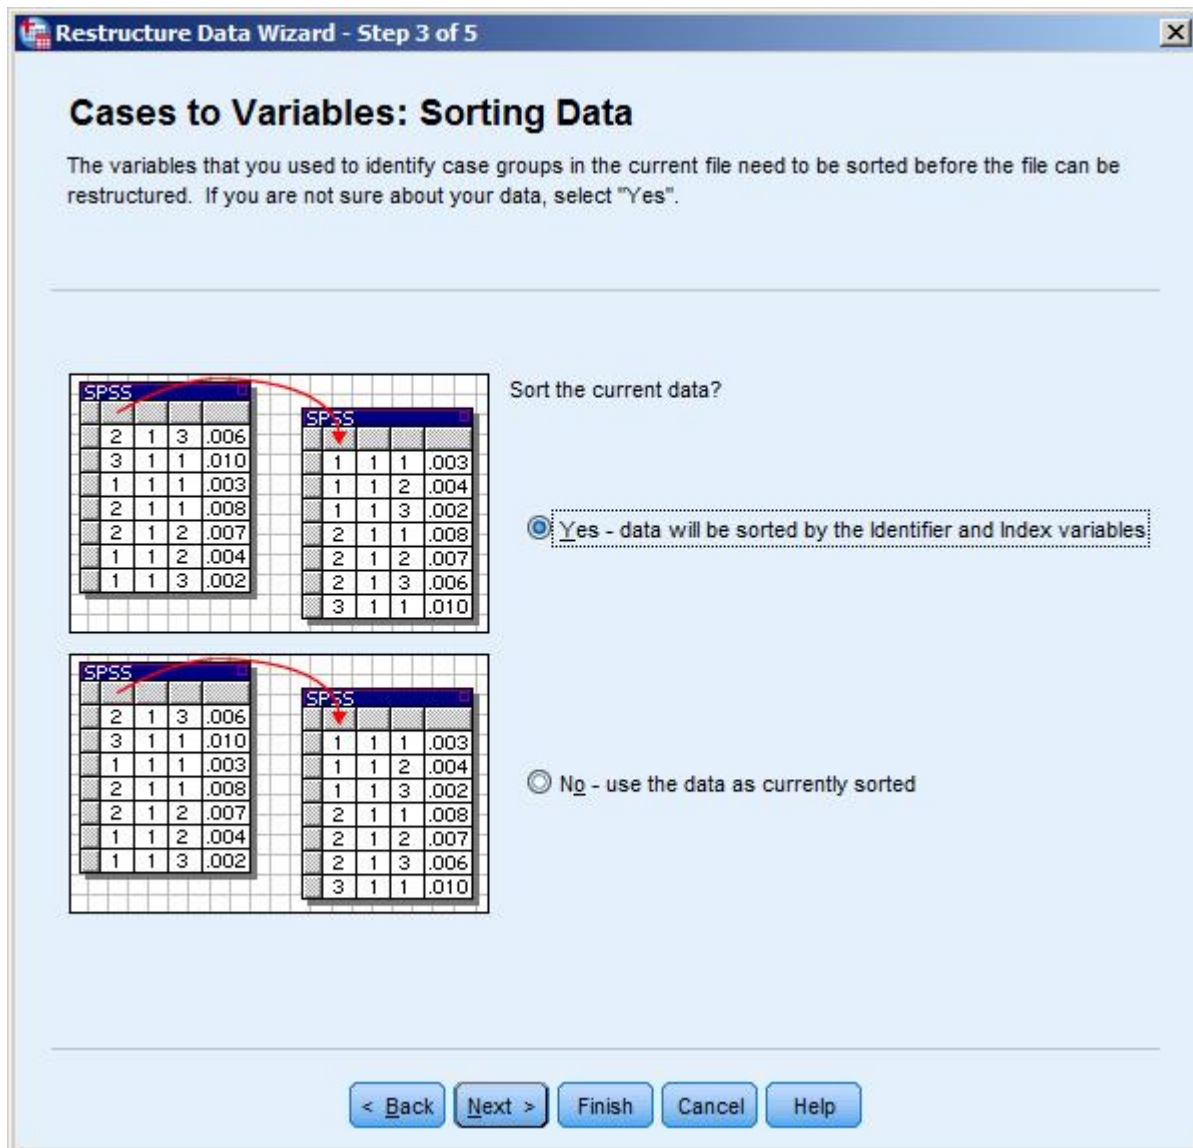 Restructure Data Wizard - Step 3 of 5
Cases to Variables: Sorting Data
The variables that you used to identify case groups in the current file need to be sorted before the file can be
restructured.  If you are not sure about your data, select "Yes".
SPSS
2 1 3 .006
3 1 1 .010
1 1 1 .003
2 1 1 .008
2 1 2 .007
1 1 2 .004
1 1 3 .002
SPSS
1 1 1 .003
1 1 2 .004
1 1 3 .002
2 1 1 .008
2 1 2 .007
2 1 3 .006
3 1 1 .010
Sort the current data?
Yes - data will be sorted by the Identifier and Index variables
SPSS
2 1 3 .006
3 1 1 .010
1 1 1 .003
2 1 1 .008
2 1 2 .007
1 1 2 .004
1 1 3 .002
SPSS
1 1 1 .003
1 1 2 .004
1 1 3 .002
2 1 1 .008
2 1 2 .007
2 1 3 .006
3 1 1 .010
No - use the data as currently sorted
< Back Next > Finish Cancel Help